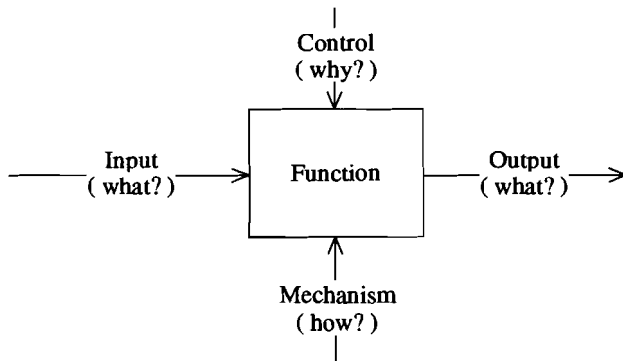 Control
( why? )
Input
( what? )
Function
Output
( what? )
Mechanism
( how? )